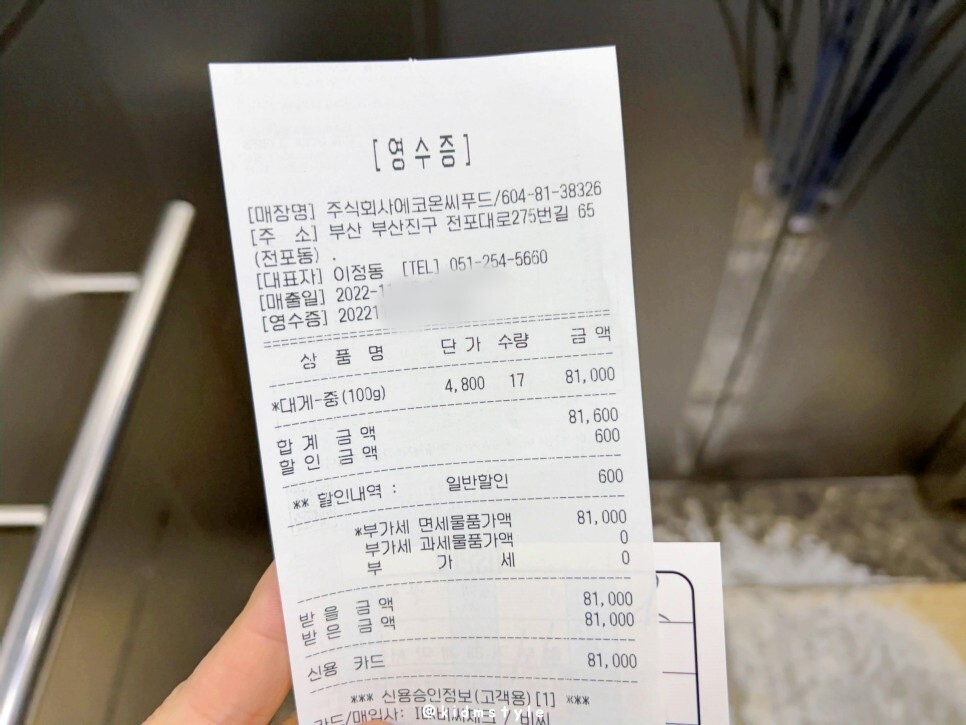 [영수증]
[매장명] 주식회사에코온씨푸드/604-81-38326
[주 소] 부산 부산진구 전포대로275번길 65
(전포동) .
[대표자] 이정동 [TEL] 051-254-5660
[매출일] 2022-1
[영수증] 20221
상 품 명 단 가 수량 금 액
*대게-중(100g) 4,800 17 81,000
합 계 금 액 81,600
할 인 금 액 600
** 할인내역 : 일반할인 600
*부가세 면세물품가액 81,000
부가세 과세물품가액 0
부 가 세 0
받 을 금 액 81,000
받 은 금 액 81,000
신용 카드 81,000
*** 신용승인정보(고객용)[1] ***
카드/매입사:
@kidmstyle